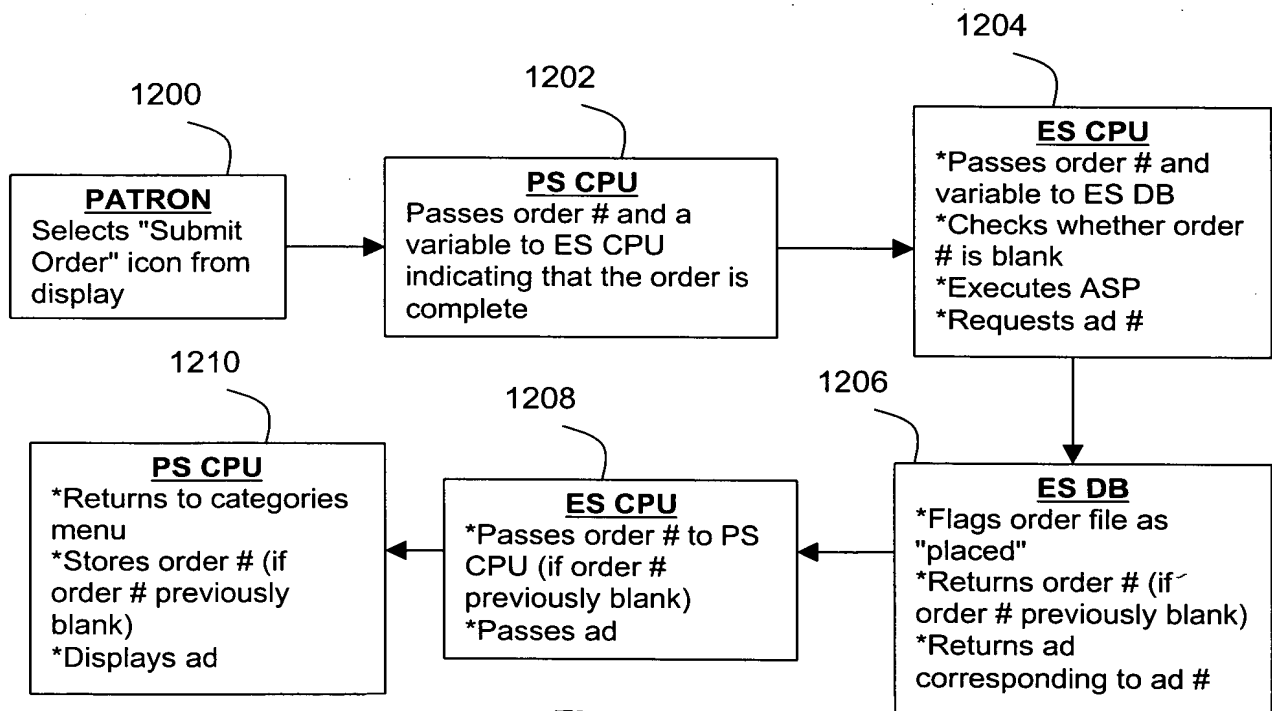 1200
PATRON
Selects "Submit
Order" icon from
display
1202
PS CPU
Passes order # and a
variable to ES CPU
indicating that the order is
complete
1204
ES CPU
*Passes order # and
variable to ES DB
*Checks whether order
# is blank
*Executes ASP
*Requests ad #
1206
ES DB
*Flags order file as
"placed"
*Returns order # (if
order # previously blank)
*Returns ad
corresponding to ad #
1208
ES CPU
*Passes order # to PS
CPU (if order #
previously blank)
*Passes ad
1210
PS CPU
*Returns to categories
menu
*Stores order # (if
order # previously
blank)
*Displays ad